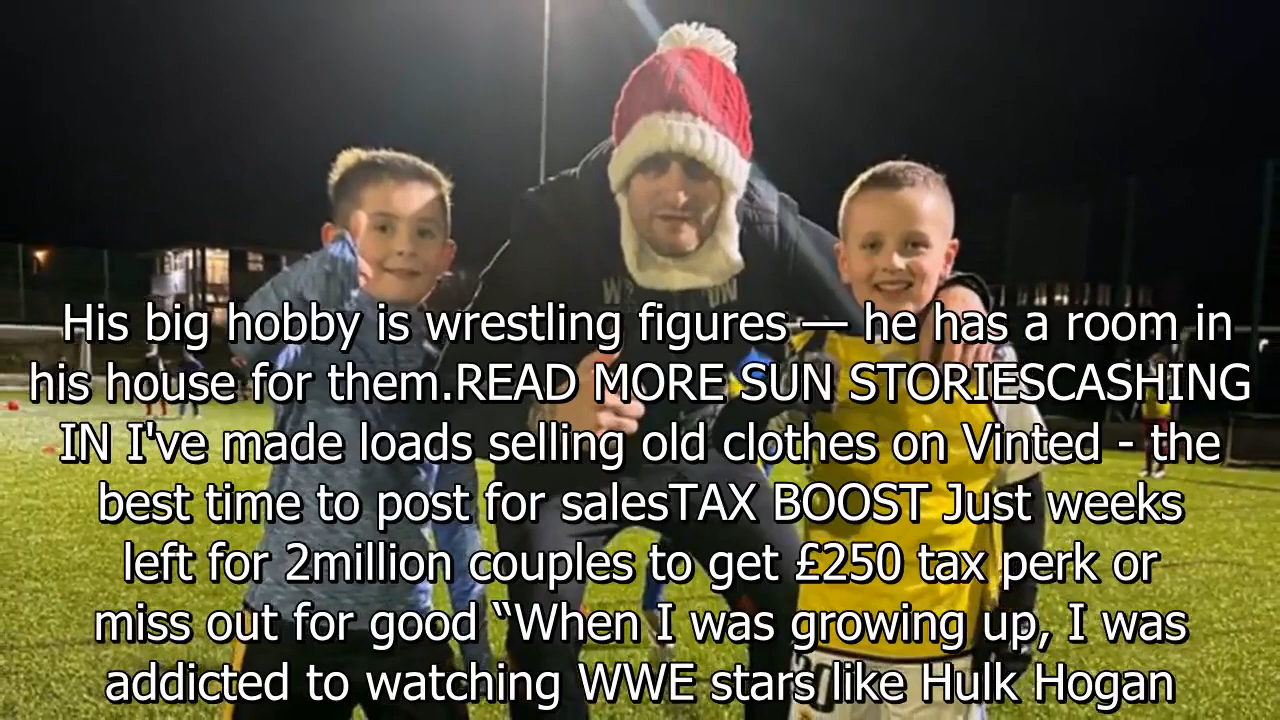 His big hobby is wrestling figures — he has a room in
his house for them.READ MORE SUN STORIESCASHING
IN I've made loads selling old clothes on Vinted - the
best time to post for salesTAX BOOST Just weeks
left for 2million couples to get £250 tax perk or
miss out for good “When I was growing up, I was
addicted to watching WWE stars like Hulk Hogan